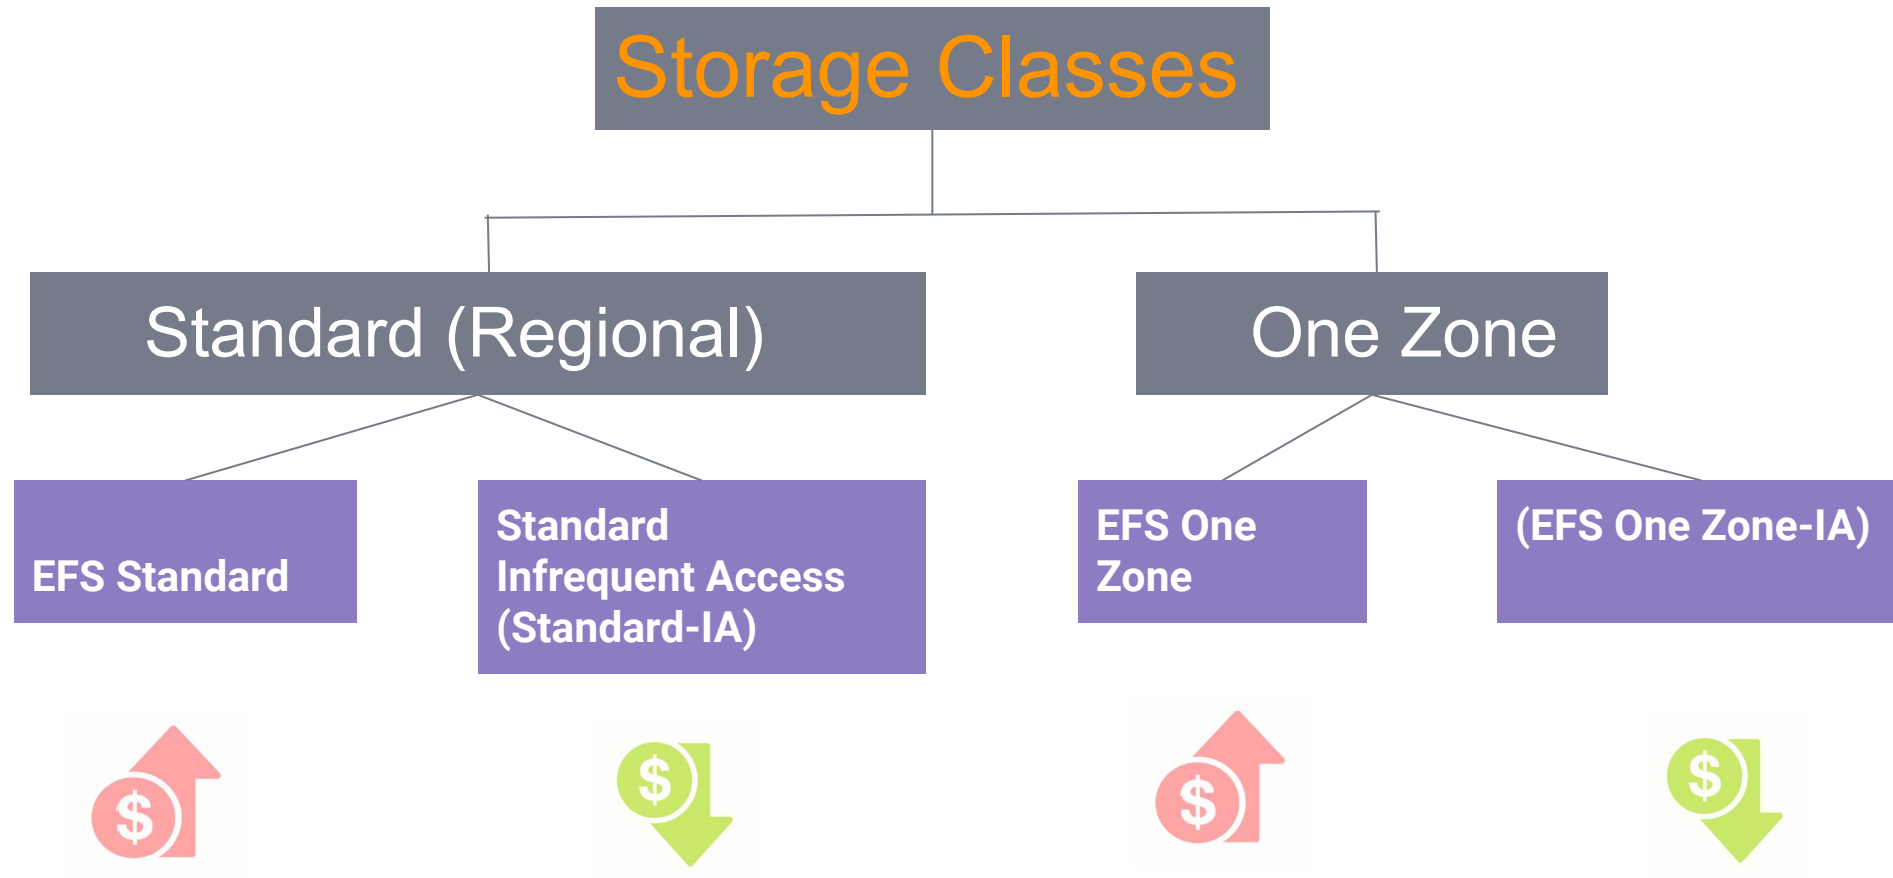 Storage Classes
Standard (Regional)
One Zone
EFS Standard
Standard
Infrequent Access
(Standard-IA)
EFS One
Zone
(EFS One Zone-IA)
$
$
$
$